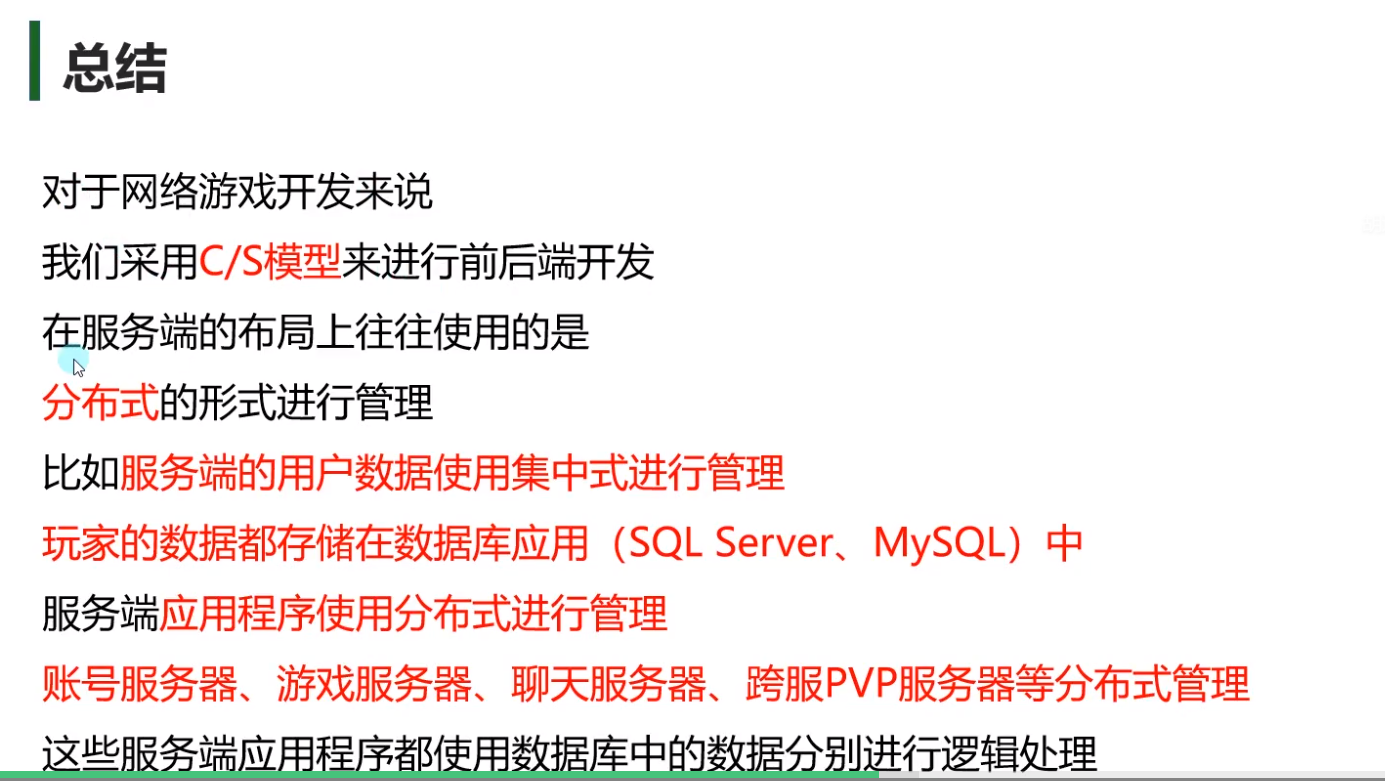 总结
对于网络游戏开发来说
我们采用C/S模型来进行前后端开发
在服务端的布局上往往使用的是
分布式的形式进行管理
比如服务端的用户数据使用集中式进行管理
玩家的数据都存储在数据库应用（SQL Server、MySQL）中
服务端应用程序使用分布式进行管理
账号服务器、游戏服务器、聊天服务器、跨服PVP服务器等分布式管理
这些服务端应用程序都使用数据库中的数据分别进行逻辑处理